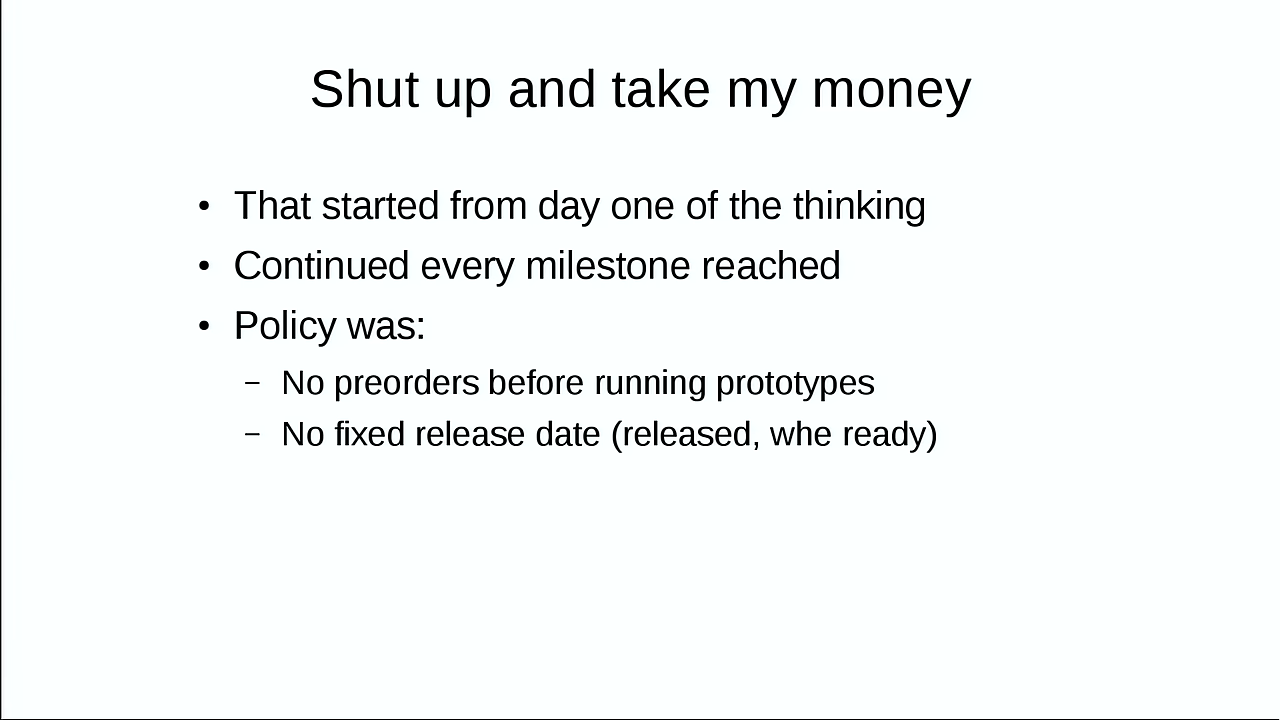 Shut up and take my money
• That started from day one of the thinking
• Continued every milestone reached
• Policy was:
– No preorders before running prototypes
– No fixed release date (released, whe ready)